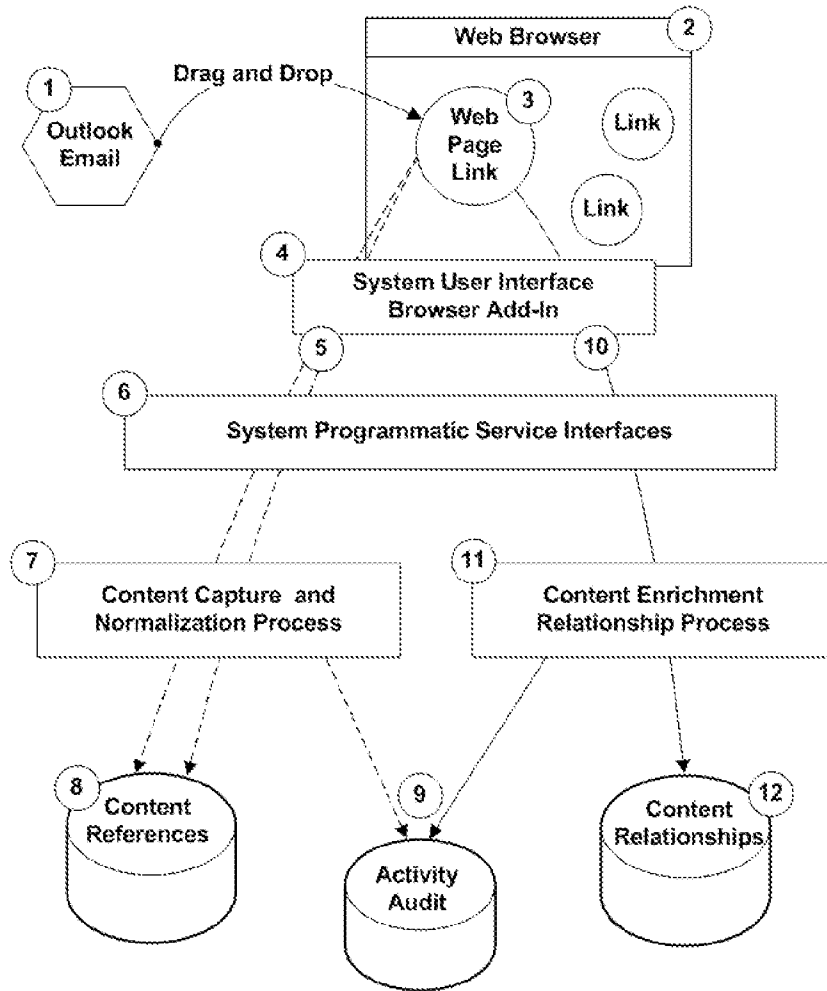 2
Web Browser
Drag and Drop
1
Outlook
Email
3
Web
Page
Link
Link
Link
4
System User Interface
Browser Add-In
5
10
6
System Programmatic Service Interfaces
7
Content Capture and
Normalization Process
11
Content Enrichment
Relationship Process
8
Content
References
9
Activity
Audit
12
Content
Relationships